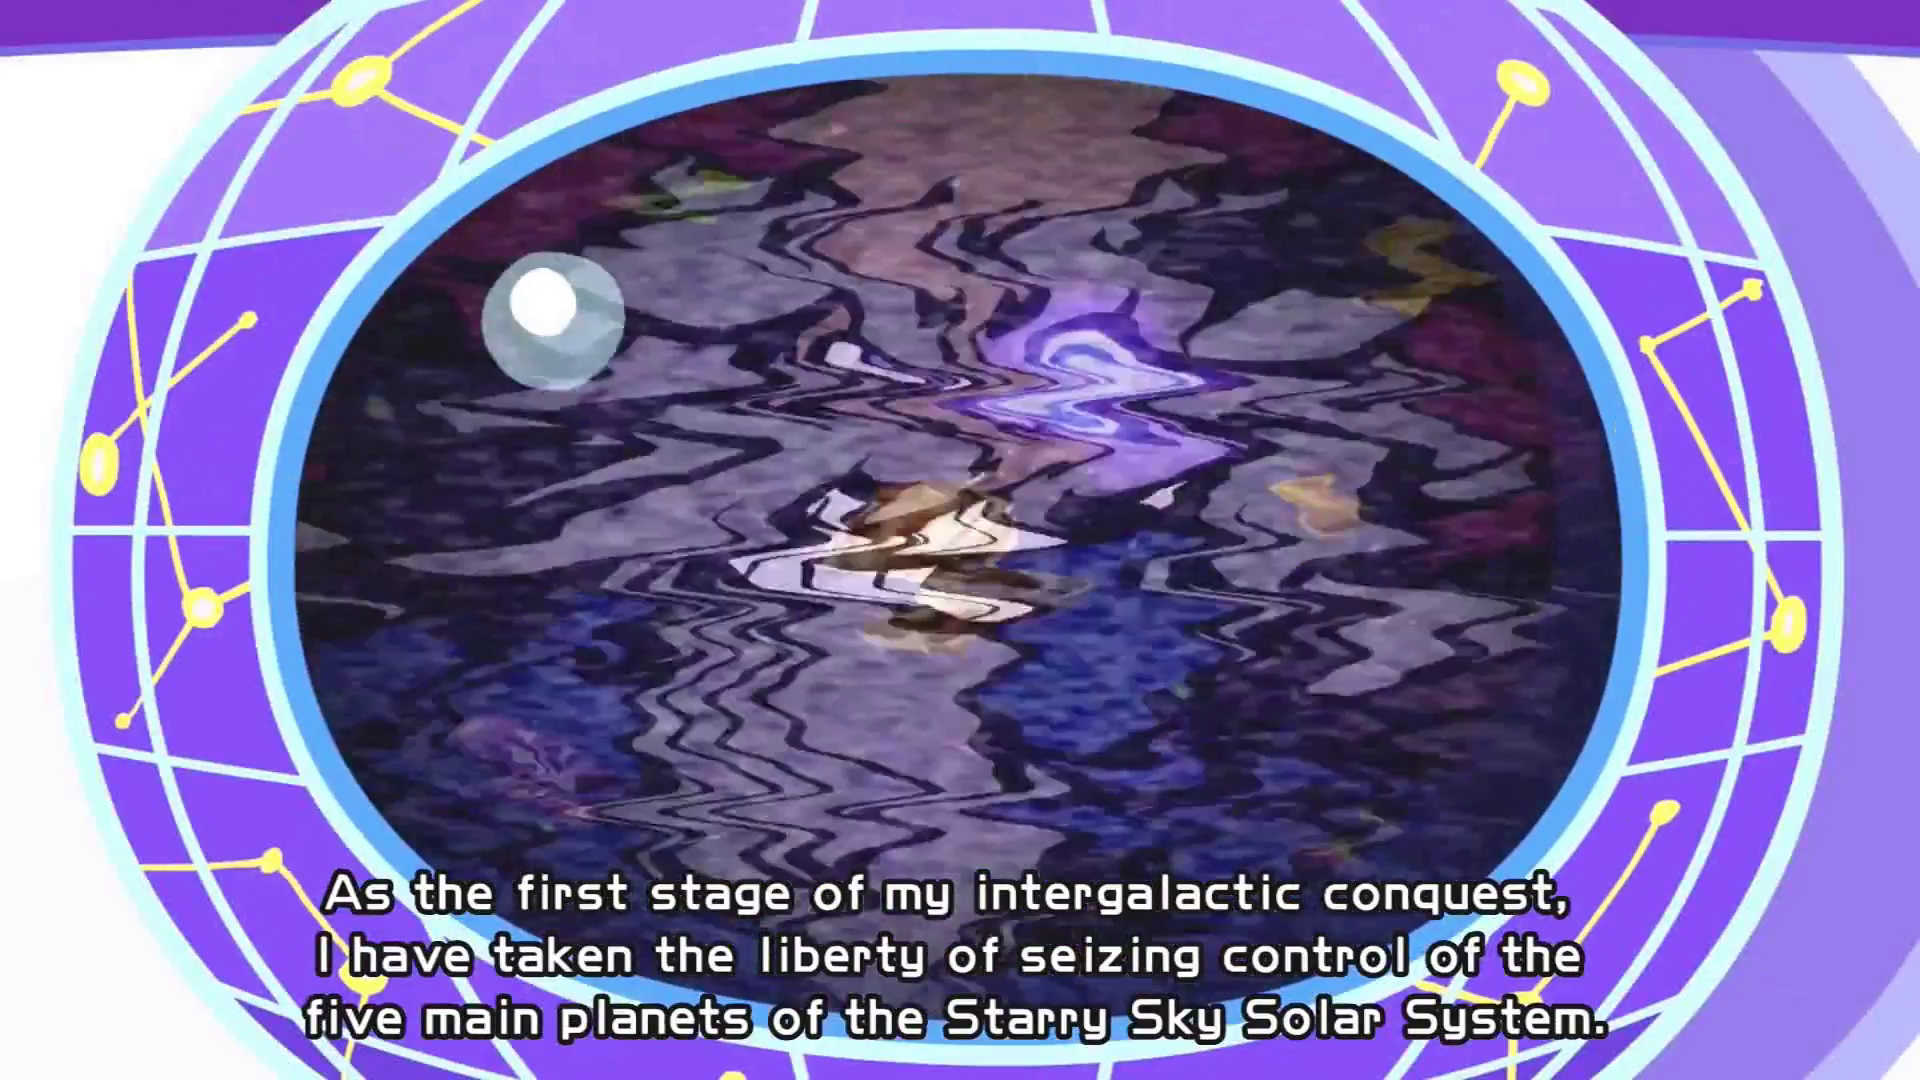 As the first stage of my intergalactic conquest,
I have taken the liberty of seizing control of the
five main planets of the Starry Sky Solar System.